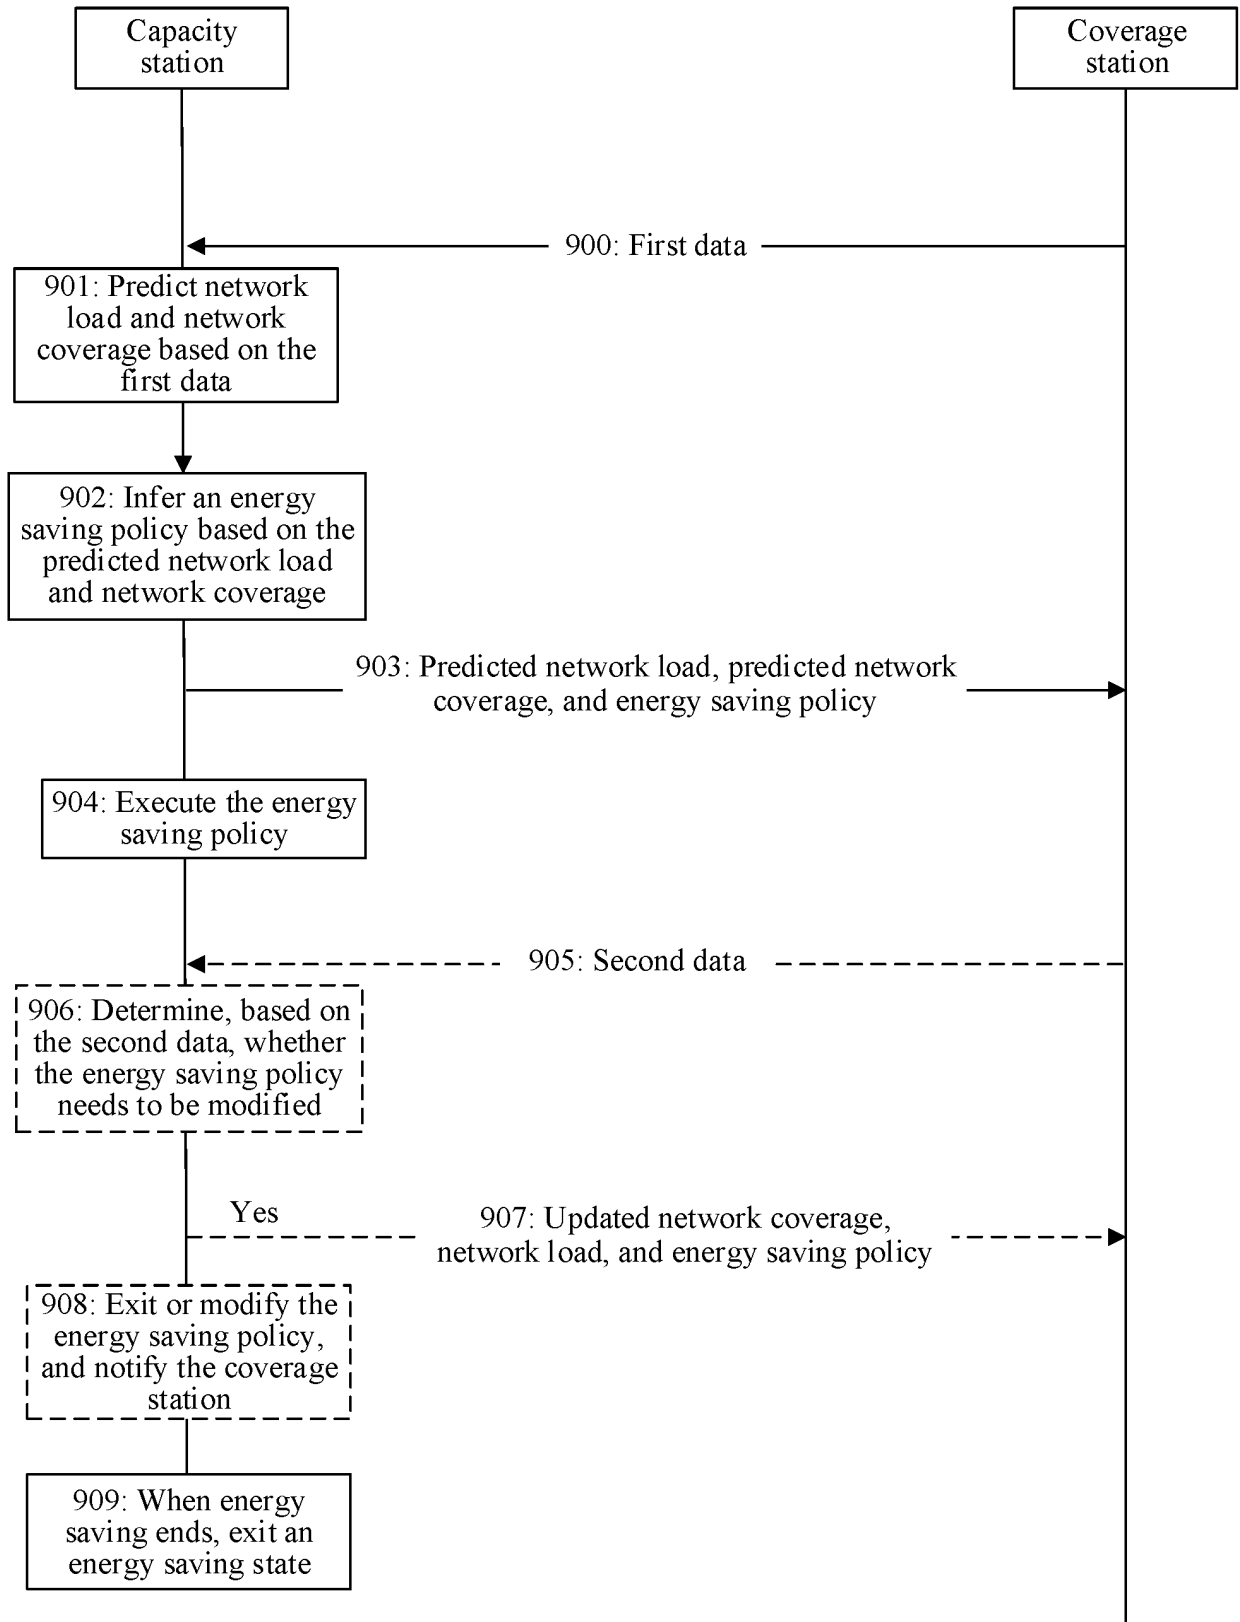 Capacity
station
Coverage
station
900: First data
901: Predict network
load and network
coverage based on the
first data
902: Infer an energy
saving policy based on the
predicted network load
and network coverage
903: Predicted network load, predicted network
coverage, and energy saving policy
904: Execute the energy
saving policy
905: Second data
906: Determine, based on
the second data, whether
the energy saving policy
needs to be modified
Yes
907: Updated network coverage,
network load, and energy saving policy
908: Exit or modify the
energy saving policy,
and notify the coverage
station
909: When energy
saving ends, exit an
energy saving state